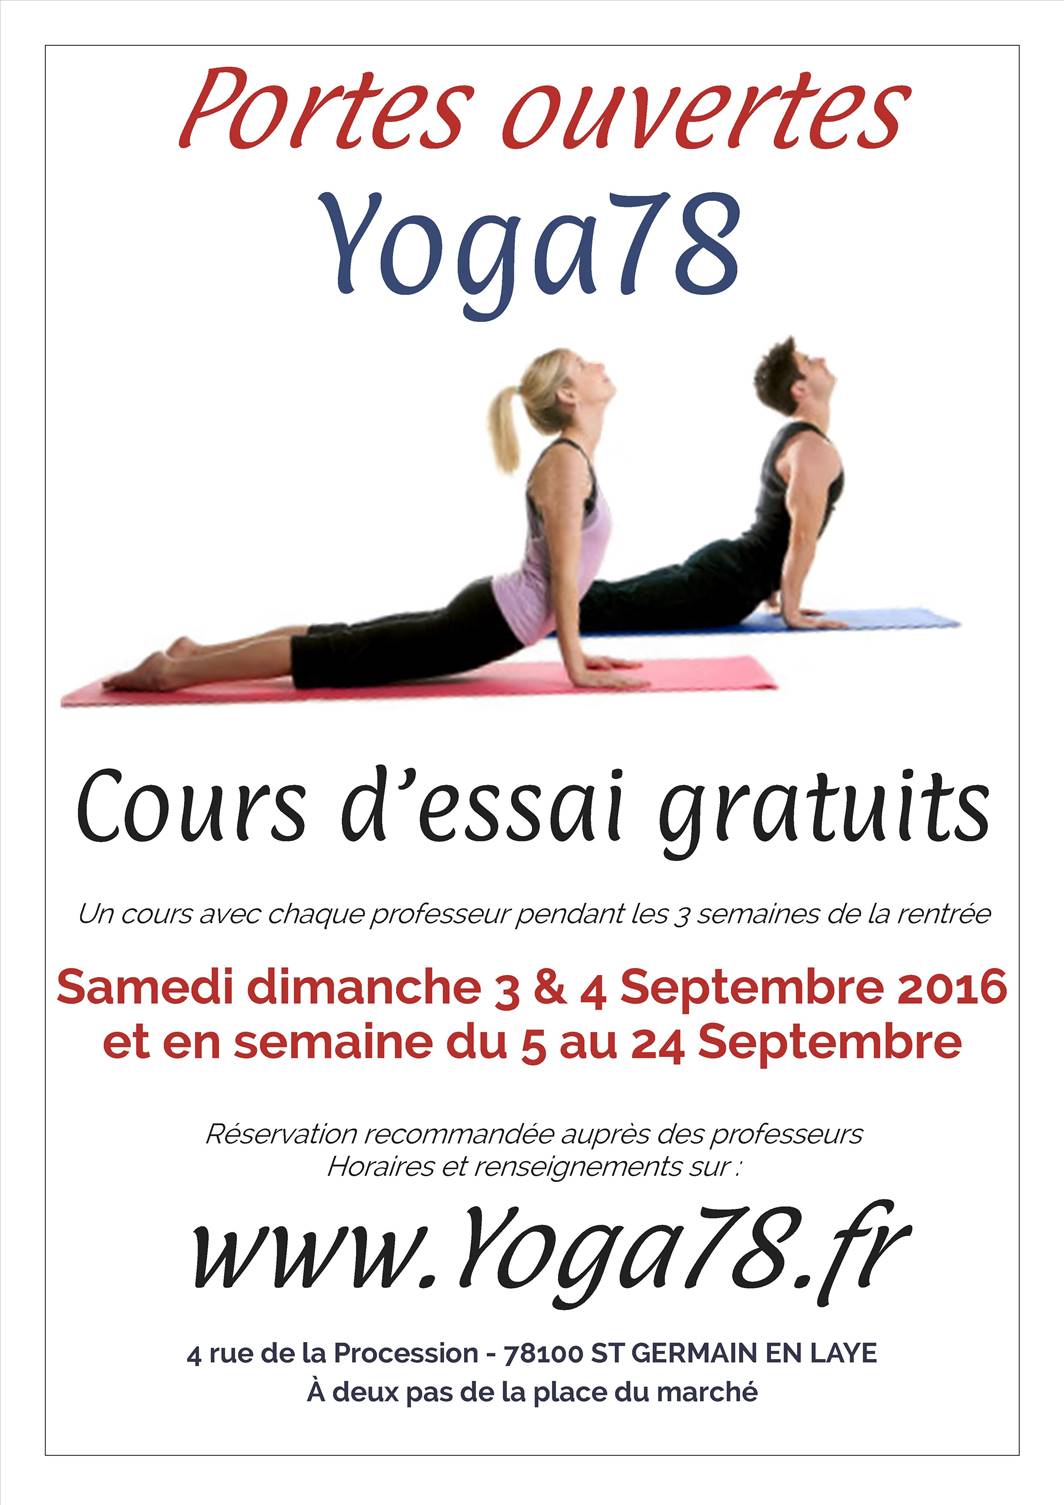 Portes ouvertes
Yoga78
Cours d'essai gratuits
Un cours avec chaque professeur pendant les 3 semaines de la rentrée
Samedi dimanche 3 & 4 Septembre 2016
et en semaine du 5 au 24 Septembre
Réservation recommandée auprès des professeurs
Horaires et renseignements sur :
www.Yoga78.fr
4 rue de la Procession - 78100 ST GERMAIN EN LAYE
À deux pas de la place du marché